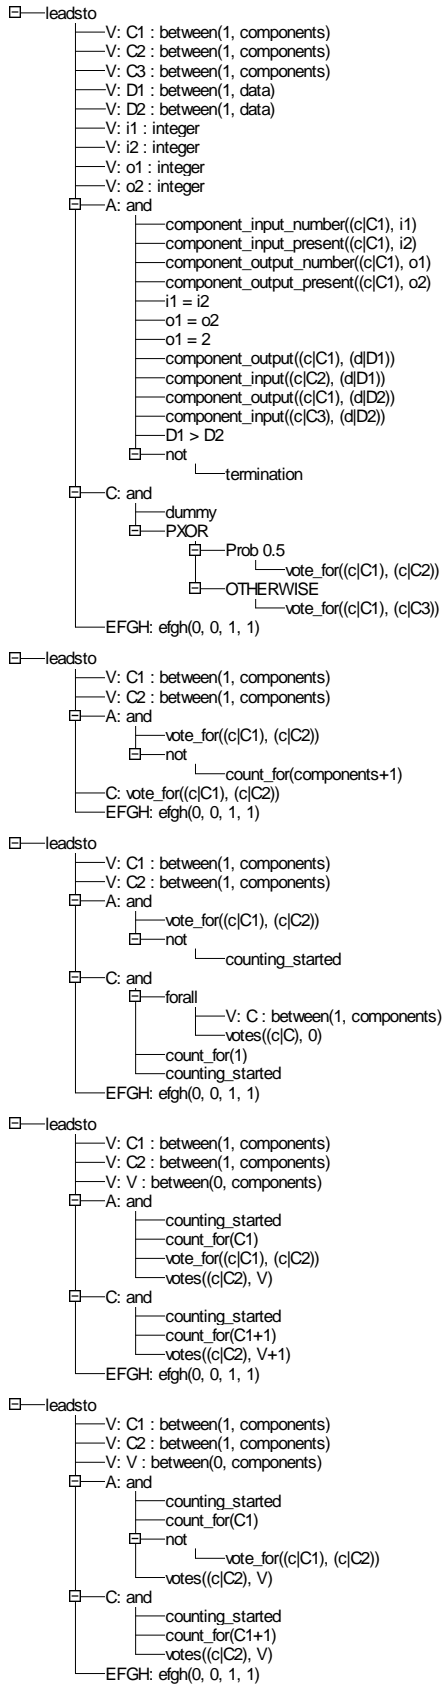 leadsto
V: C1 : between(1, components)
V: C2 : between(1, components)
V: C3 : between(1, components)
V: D1 : between(1, data)
V: D2 : between(1, data)
V: i1 : integer
V: i2 : integer
V: o1 : integer
V: o2 : integer
A: and
component_input_number((c|C1), i1)
component_input_present((c|C1), i2)
component_output_number((c|C1), o1)
component_output_present((c|C1), o2)
i1 = i2
o1 = o2
o1 = 2
component_output((c|C1), (d|D1))
component_input((c|C2), (d|D1))
component_output((c|C1), (d|D2))
component_input((c|C3), (d|D2))
D1 > D2
not
termination
C: and
dummy
PXOR
Prob 0.5
vote_for((c|C1), (c|C2))
OTHERWISE
vote_for((c|C1), (c|C3))
EFGH: efgh(0, 0, 1, 1)
leadsto
V: C1 : between(1, components)
V: C2 : between(1, components)
A: and
vote_for((c|C1), (c|C2))
not
count_for(components+1)
C: vote_for((c|C1), (c|C2))
EFGH: efgh(0, 0, 1, 1)
leadsto
V: C1 : between(1, components)
V: C2 : between(1, components)
A: and
vote_for((c|C1), (c|C2))
not
counting_started
C: and
forall
V: C : between(1, components)
votes((c|C), 0)
count_for(1)
counting_started
EFGH: efgh(0, 0, 1, 1)
leadsto
V: C1 : between(1, components)
V: C2 : between(1, components)
V: V : between(0, components)
A: and
counting_started
count_for(C1)
vote_for((c|C1), (c|C2))
votes((c|C2), V)
C: and
counting_started
count_for(C1+1)
votes((c|C2), V+1)
EFGH: efgh(0, 0, 1, 1)
leadsto
V: C1 : between(1, components)
V: C2 : between(1, components)
V: V : between(0, components)
A: and
counting_started
count_for(C1)
not
vote_for((c|C1), (c|C2))
votes((c|C2), V)
C: and
counting_started
count_for(C1+1)
votes((c|C2), V)
EFGH: efgh(0, 0, 1, 1)